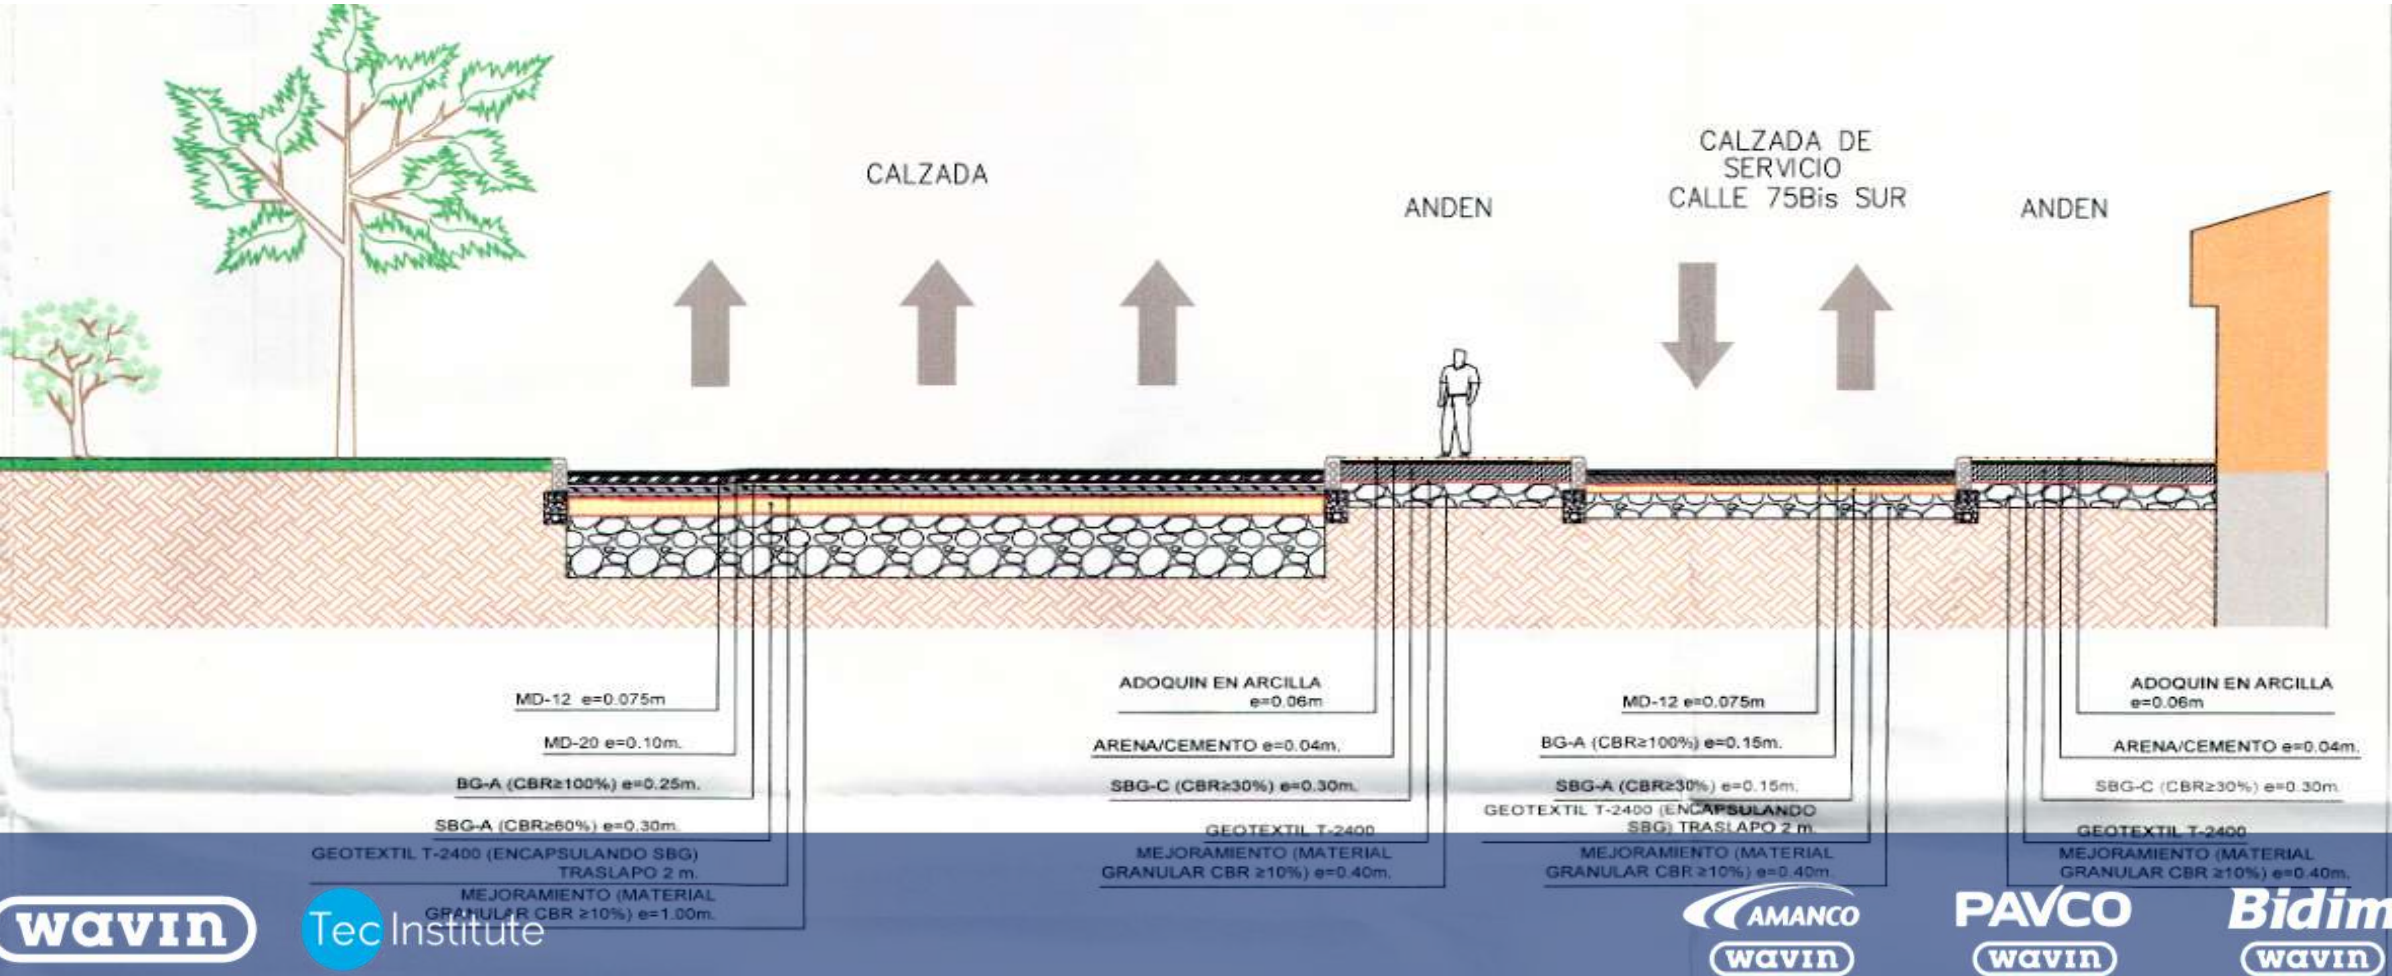 CALZADA
ANDEN
CALZADA DE
SERVICIO
CALLE 75Bis SUR
ANDEN
MD-12 e=0.075m
MD-20 e=0.10m.
BG-A (CBR≥100%) e=0.25m.
SBG-A (CBR≥60%) e=0.30m.
GEOTEXTIL T-2400 (ENCAPSULANDO SBG)
TRASLAPO 2 m.
MEJORAMIENTO (MATERIAL
GRANULAR CBR ≥10%) e=1.00m.
ADOQUIN EN ARCILLA
e=0.06m
ARENA/CEMENTO e=0.04m.
SBG-C (CBR≥30%) e=0.30m.
GEOTEXTIL T-2400
MEJORAMIENTO (MATERIAL
GRANULAR CBR ≥10%) e=0.40m.
MD-12 e=0.075m
BG-A (CBR≥100%) e=0.15m.
SBG-A (CBR≥30%) e=0.15m.
GEOTEXTIL T-2400 (ENCAPSULANDO
SBG) TRASLAPO 2 m.
MEJORAMIENTO (MATERIAL
GRANULAR CBR ≥10%) e=0.40m.
ADOQUIN EN ARCILLA
e=0.06m
ARENA/CEMENTO e=0.04m.
SBG-C (CBR≥30%) e=0.30m.
GEOTEXTIL T-2400
MEJORAMIENTO (MATERIAL
GRANULAR CBR ≥10%) e=0.40m.
wavin
Tec Institute
AMANCO
wavin
PAVCO
wavin
Bidim
wavin